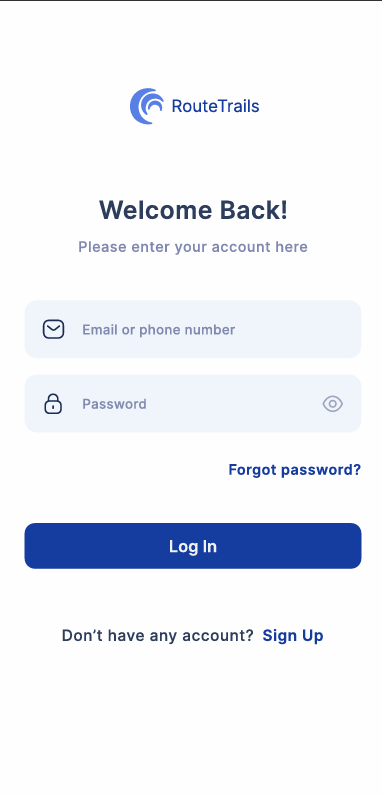 RouteTrails
Welcome Back!
Please enter your account here
Email or phone number
Password
Forgot password?
Log In
Don't have any account? Sign Up